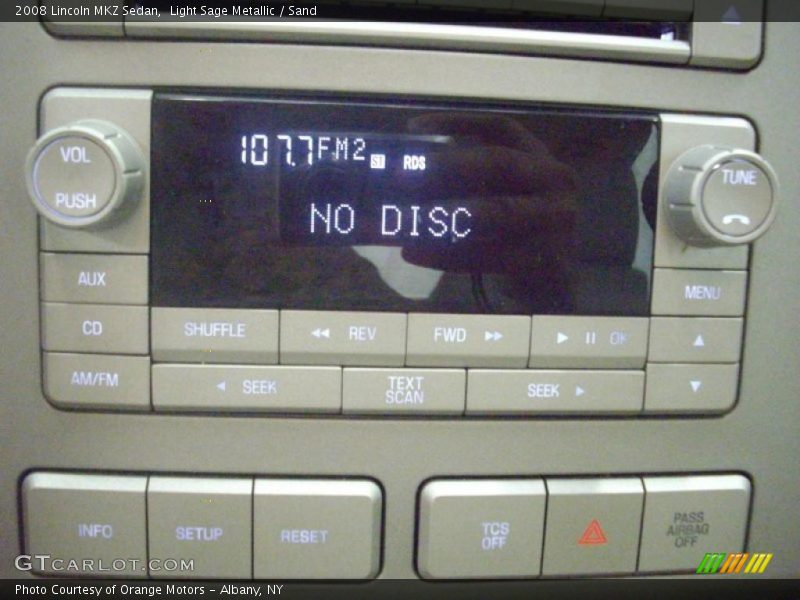 2008 Lincoln MKZ Sedan, Light Sage Metallic / Sand
107.7 FM2 ST RDS
NO DISC
VOL
PUSH
TUNE
AUX
MENU
CD
SHUFFLE
REV
FWD
OK
AM/FM
SEEK
TEXT
SCAN
SEEK
INFO
SETUP
RESET
TCS
OFF
PASS
AIRBAG
OFF
GTCARLOT.COM
Photo Courtesy of Orange Motors - Albany, NY